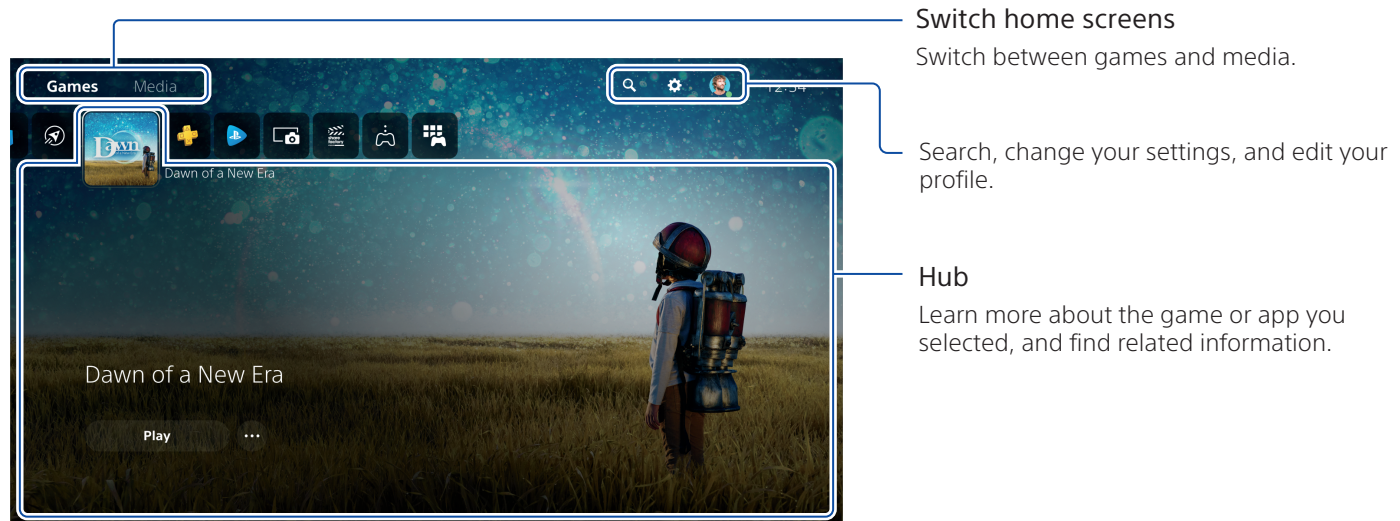 Switch home screens
Switch between games and media.
Games Media
12:34
Dawn
share
factory
Dawn of a New Era
Search, change your settings, and edit your
profile.
Hub
Learn more about the game or app you
selected, and find related information.
Dawn of a New Era
Play